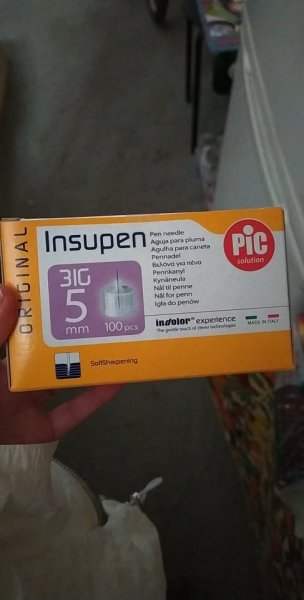 ORIGINAL
Insupen
31G
5
mm
100 pcs
Pen needle
Aguja para pluma
Agulha para caneta
Pennadel
Βελόνα για πένα
Pennkanyl
Kynäneula
Nål til penne
Nål for penn
Igła do penów
PiC
solution
indolor® experience
The gentle touch of clever technologies
MADE IN ITALY
SoftSharpening